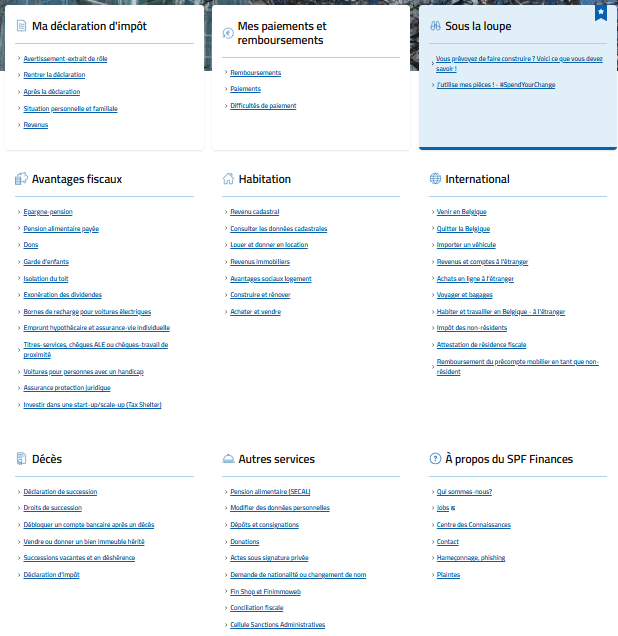 Ma déclaration d'impôt
Avertissement-extrait de rôle
Rentrer la déclaration
Après la déclaration
Situation personnelle et familiale
Revenus
Mes paiements et
remboursements
Remboursements
Paiements
Difficultés de paiement
Sous la loupe
Vous prévoyez de faire construire ? Voici ce que vous devez
savoir !
J'utilise mes pièces ! - #SpendYourChange
Avantages fiscaux
Epargne-pension
Pension alimentaire payée
Dons
Garde d'enfants
Isolation du toit
Exonération des dividendes
Bornes de recharge pour voitures électriques
Emprunt hypothécaire et assurance-vie individuelle
Titres-services, chèques ALE ou chèques-travail de
proximité
Voitures pour personnes avec un handicap
Assurance protection juridique
Investir dans une start-up/scale-up (Tax Shelter)
Habitation
Revenu cadastral
Consulter les données cadastrales
Louer et donner en location
Revenus immobiliers
Avantages sociaux logement
Construire et rénover
Acheter et vendre
International
Venir en Belgique
Quitter la Belgique
Importer un véhicule
Revenus et comptes à l'étranger
Achats en ligne à l'étranger
Voyager et bagages
Habiter et travailler en Belgique - à l'étranger
Impôt des non-résidents
Attestation de résidence fiscale
Remboursement du précompte mobilier en tant que non-
résident
Décès
Déclaration de succession
Droits de succession
Débloquer un compte bancaire après un décès
Vendre ou donner un bien immeuble hérité
Successions vacantes et en déshérence
Déclaration d'impôt
Autres services
Pension alimentaire (SECAL)
Modifier des données personnelles
Dépôts et consignations
Donations
Actes sous signature privée
Demande de nationalité ou changement de nom
Fin Shop et Finimmoweb
Conciliation fiscale
Cellule Sanctions Administratives
À propos du SPF Finances
Qui sommes-nous?
Jobs
Centre des Connaissances
Contact
Hameçonnage, phishing
Plaintes